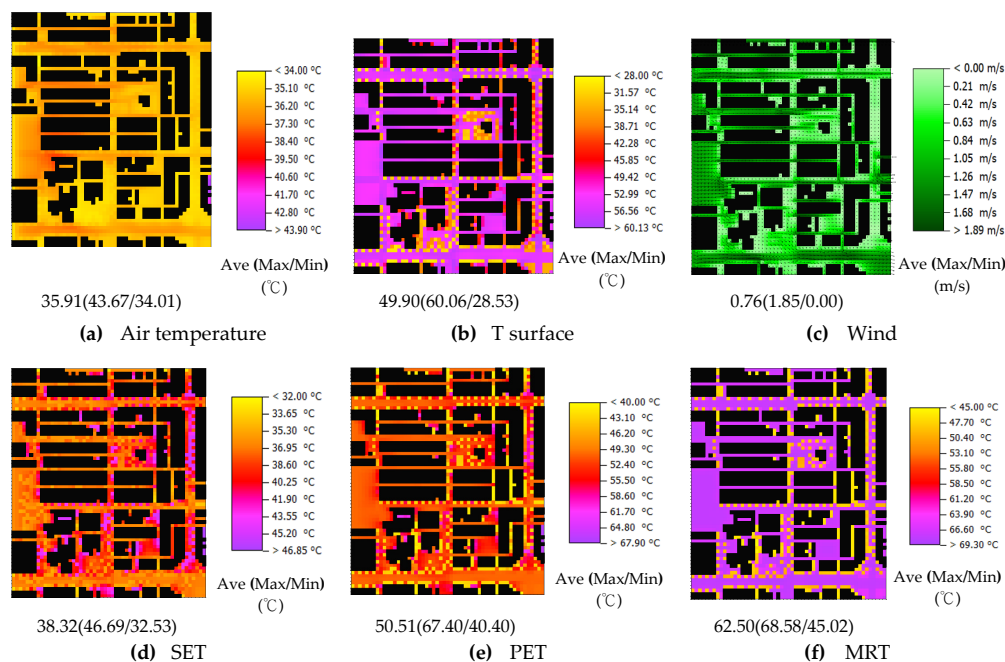 < 34.00 °C
35.10 °C
36.20 °C
37.30 °C
38.40 °C
39.50 °C
40.60 °C
41.70 °C
42.80 °C
> 43.90 °C
Ave (Max/Min)
(℃)
35.91(43.67/34.01)
(a) Air temperature
< 28.00 °C
31.57 °C
35.14 °C
38.71 °C
42.28 °C
45.85 °C
49.42 °C
52.99 °C
56.56 °C
> 60.13 °C
Ave (Max/Min)
(℃)
49.90(60.06/28.53)
(b) T surface
< 0.00 m/s
0.21 m/s
0.42 m/s
0.63 m/s
0.84 m/s
1.05 m/s
1.26 m/s
1.47 m/s
1.68 m/s
> 1.89 m/s
Ave (Max/Min)
(m/s)
0.76(1.85/0.00)
(c) Wind
< 32.00 °C
33.65 °C
35.30 °C
36.95 °C
38.60 °C
40.25 °C
41.90 °C
43.55 °C
45.20 °C
> 46.85 °C
Ave (Max/Min)
(℃)
38.32(46.69/32.53)
(d) SET
< 40.00 °C
43.10 °C
46.20 °C
49.30 °C
52.40 °C
55.50 °C
58.60 °C
61.70 °C
64.80 °C
> 67.90 °C
Ave (Max/Min)
(℃)
50.51(67.40/40.40)
(e) PET
< 45.00 °C
47.70 °C
50.40 °C
53.10 °C
55.80 °C
58.50 °C
61.20 °C
63.90 °C
66.60 °C
> 69.30 °C
Ave (Max/Min)
(℃)
62.50(68.58/45.02)
(f) MRT